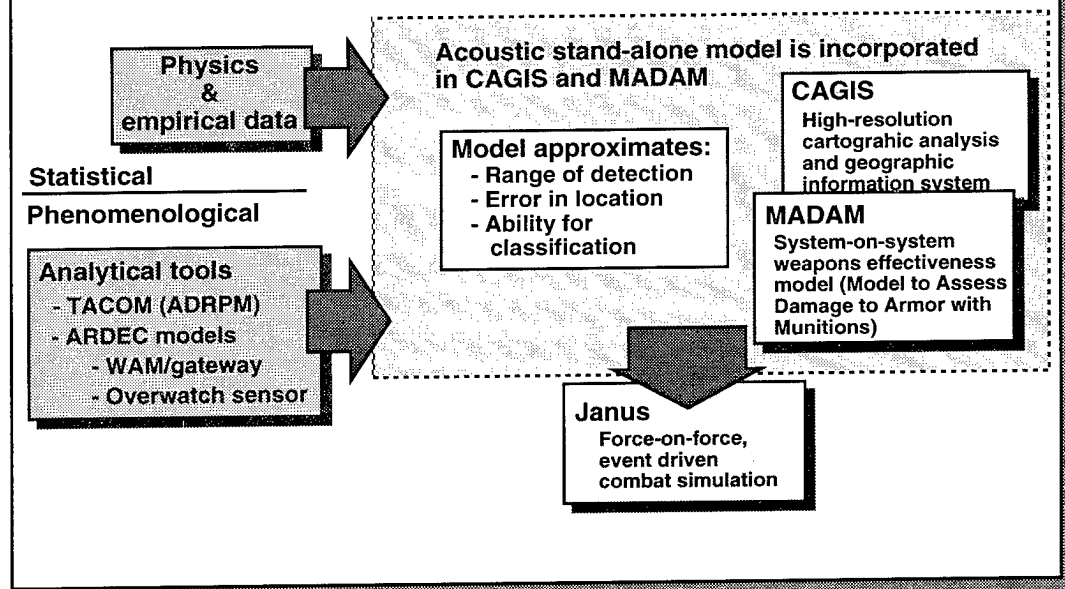 Physics
&
empirical data
Statistical
Phenomenological
Analytical tools
- TACOM (ADRPM)
- ARDEC models
- WAM/gateway
- Overwatch sensor
Acoustic stand-alone model is incorporated
in CAGIS and MADAM
Model approximates:
- Range of detection
- Error in location
- Ability for
classification
CAGIS
High-resolution
cartograhic analysis
and geographic
information system
MADAM
System-on-system
weapons effectiveness
model (Model to Assess
Damage to Armor with
Munitions)
Janus
Force-on-force,
event driven
combat simulation